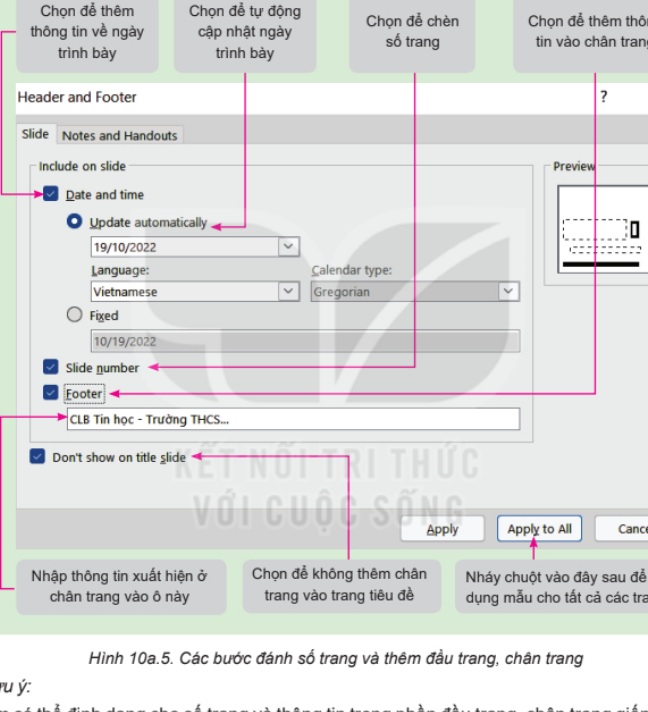 Chọn để thêm
thông tin về ngày
trình bày
Chọn để tự động
cập nhật ngày
trình bày
Chọn để chèn
số trang
Chọn để thêm
tin vào chân
Header and Footer
?
Slide
Notes and Handouts
Include on slide
Preview
Date and time
Update automatically
19/10/2022
Language:
Calendar type:
Vietnamese
Gregorian
Fixed
10/19/2022
Slide number
Footer
CLB Tin học - Trường THCS...
Don't show on title slide
KẾT NỐI TRI THỨC
VỚI CUỘC SỐNG
Apply
Apply to All
Nhập thông tin xuất hiện ở
chân trang vào ô này
Chọn để không thêm chân
trang vào trang tiêu đề
Nháy chuột vào đây sau để
dụng mẫu cho tất cả các
Hình 10a.5. Các bước đánh số trang và thêm đầu trang, chân trang
ý: